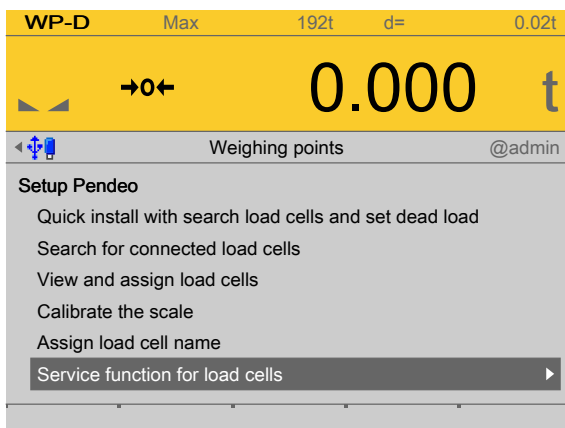 WP-D Max 192t d= 0.02t
→0← 0.000 t
Weighing points @admin
Setup Pendeo
Quick install with search load cells and set dead load
Search for connected load cells
View and assign load cells
Calibrate the scale
Assign load cell name
Service function for load cells